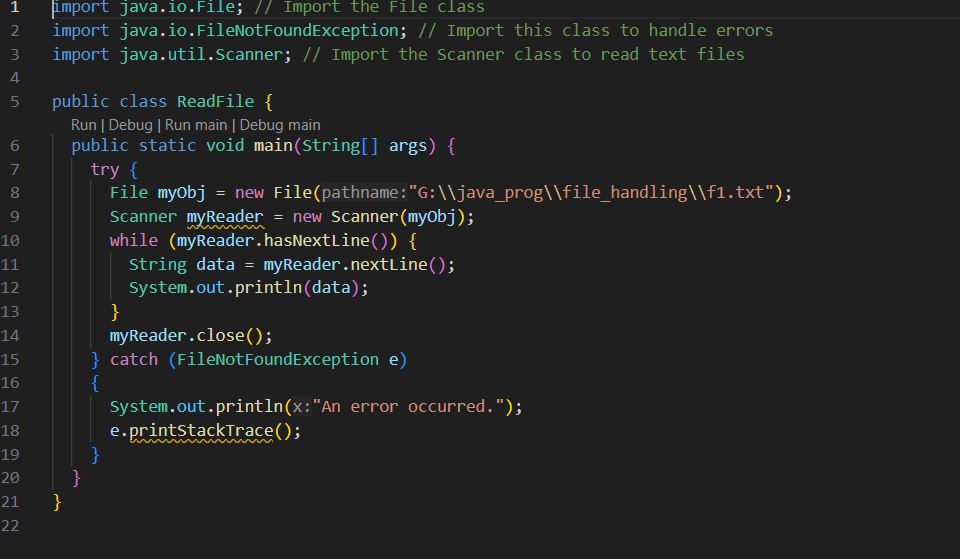 1 import java.io.File; // Import the File class
2 import java.io.FileNotFoundException; // Import this class to handle errors
3 import java.util.Scanner; // Import the Scanner class to read text files
4
5 public class ReadFile {
Run | Debug | Run main | Debug main
6 public static void main(String[] args) {
7 try {
8 File myObj = new File(pathname:"G:\\java_prog\\file_handling\\f1.txt");
9 Scanner myReader = new Scanner(myObj);
10 while (myReader.hasNextLine()) {
11 String data = myReader.nextLine();
12 System.out.println(data);
13 }
14 myReader.close();
15 } catch (FileNotFoundException e)
16 {
17 System.out.println(x:"An error occurred.");
18 e.printStackTrace();
19 }
20 }
21 }
22